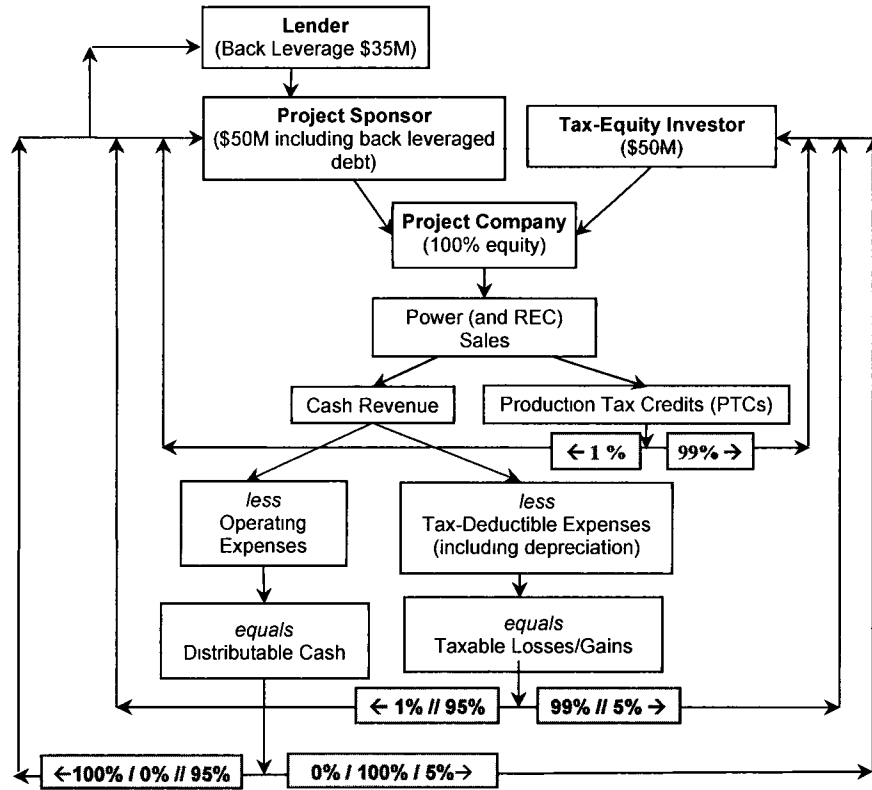 Lender
(Back Leverage $35M)
Project Sponsor
($50M including back leveraged
debt)
Tax-Equity Investor
($50M)
Project Company
(100% equity)
Power (and REC)
Sales
Cash Revenue
Production Tax Credits (PTCs)
← 1 %
99% →
less
Operating
Expenses
less
Tax-Deductible Expenses
(including depreciation)
equals
Distributable Cash
equals
Taxable Losses/Gains
← 1% // 95%
99% // 5% →
←100% / 0% // 95%
0% / 100% / 5%→